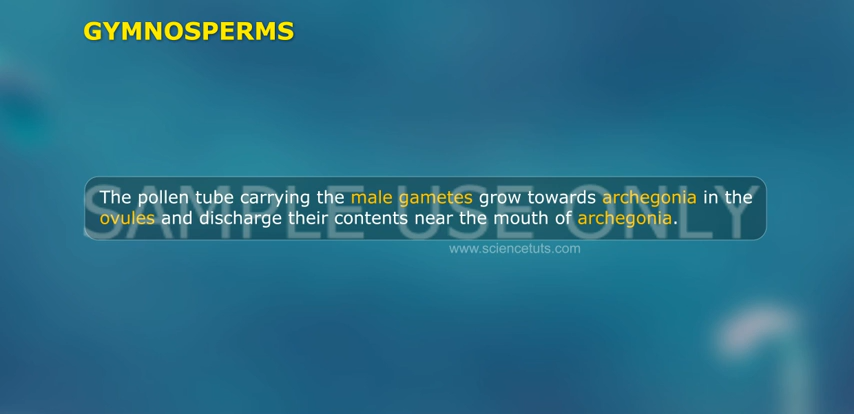 GYMNOSPERMS
The pollen tube carrying the male gametes grow towards archegonia in the
ovules and discharge their contents near the mouth of archegonia.
SAMPLE USE ONLY
www.sciencetuts.com